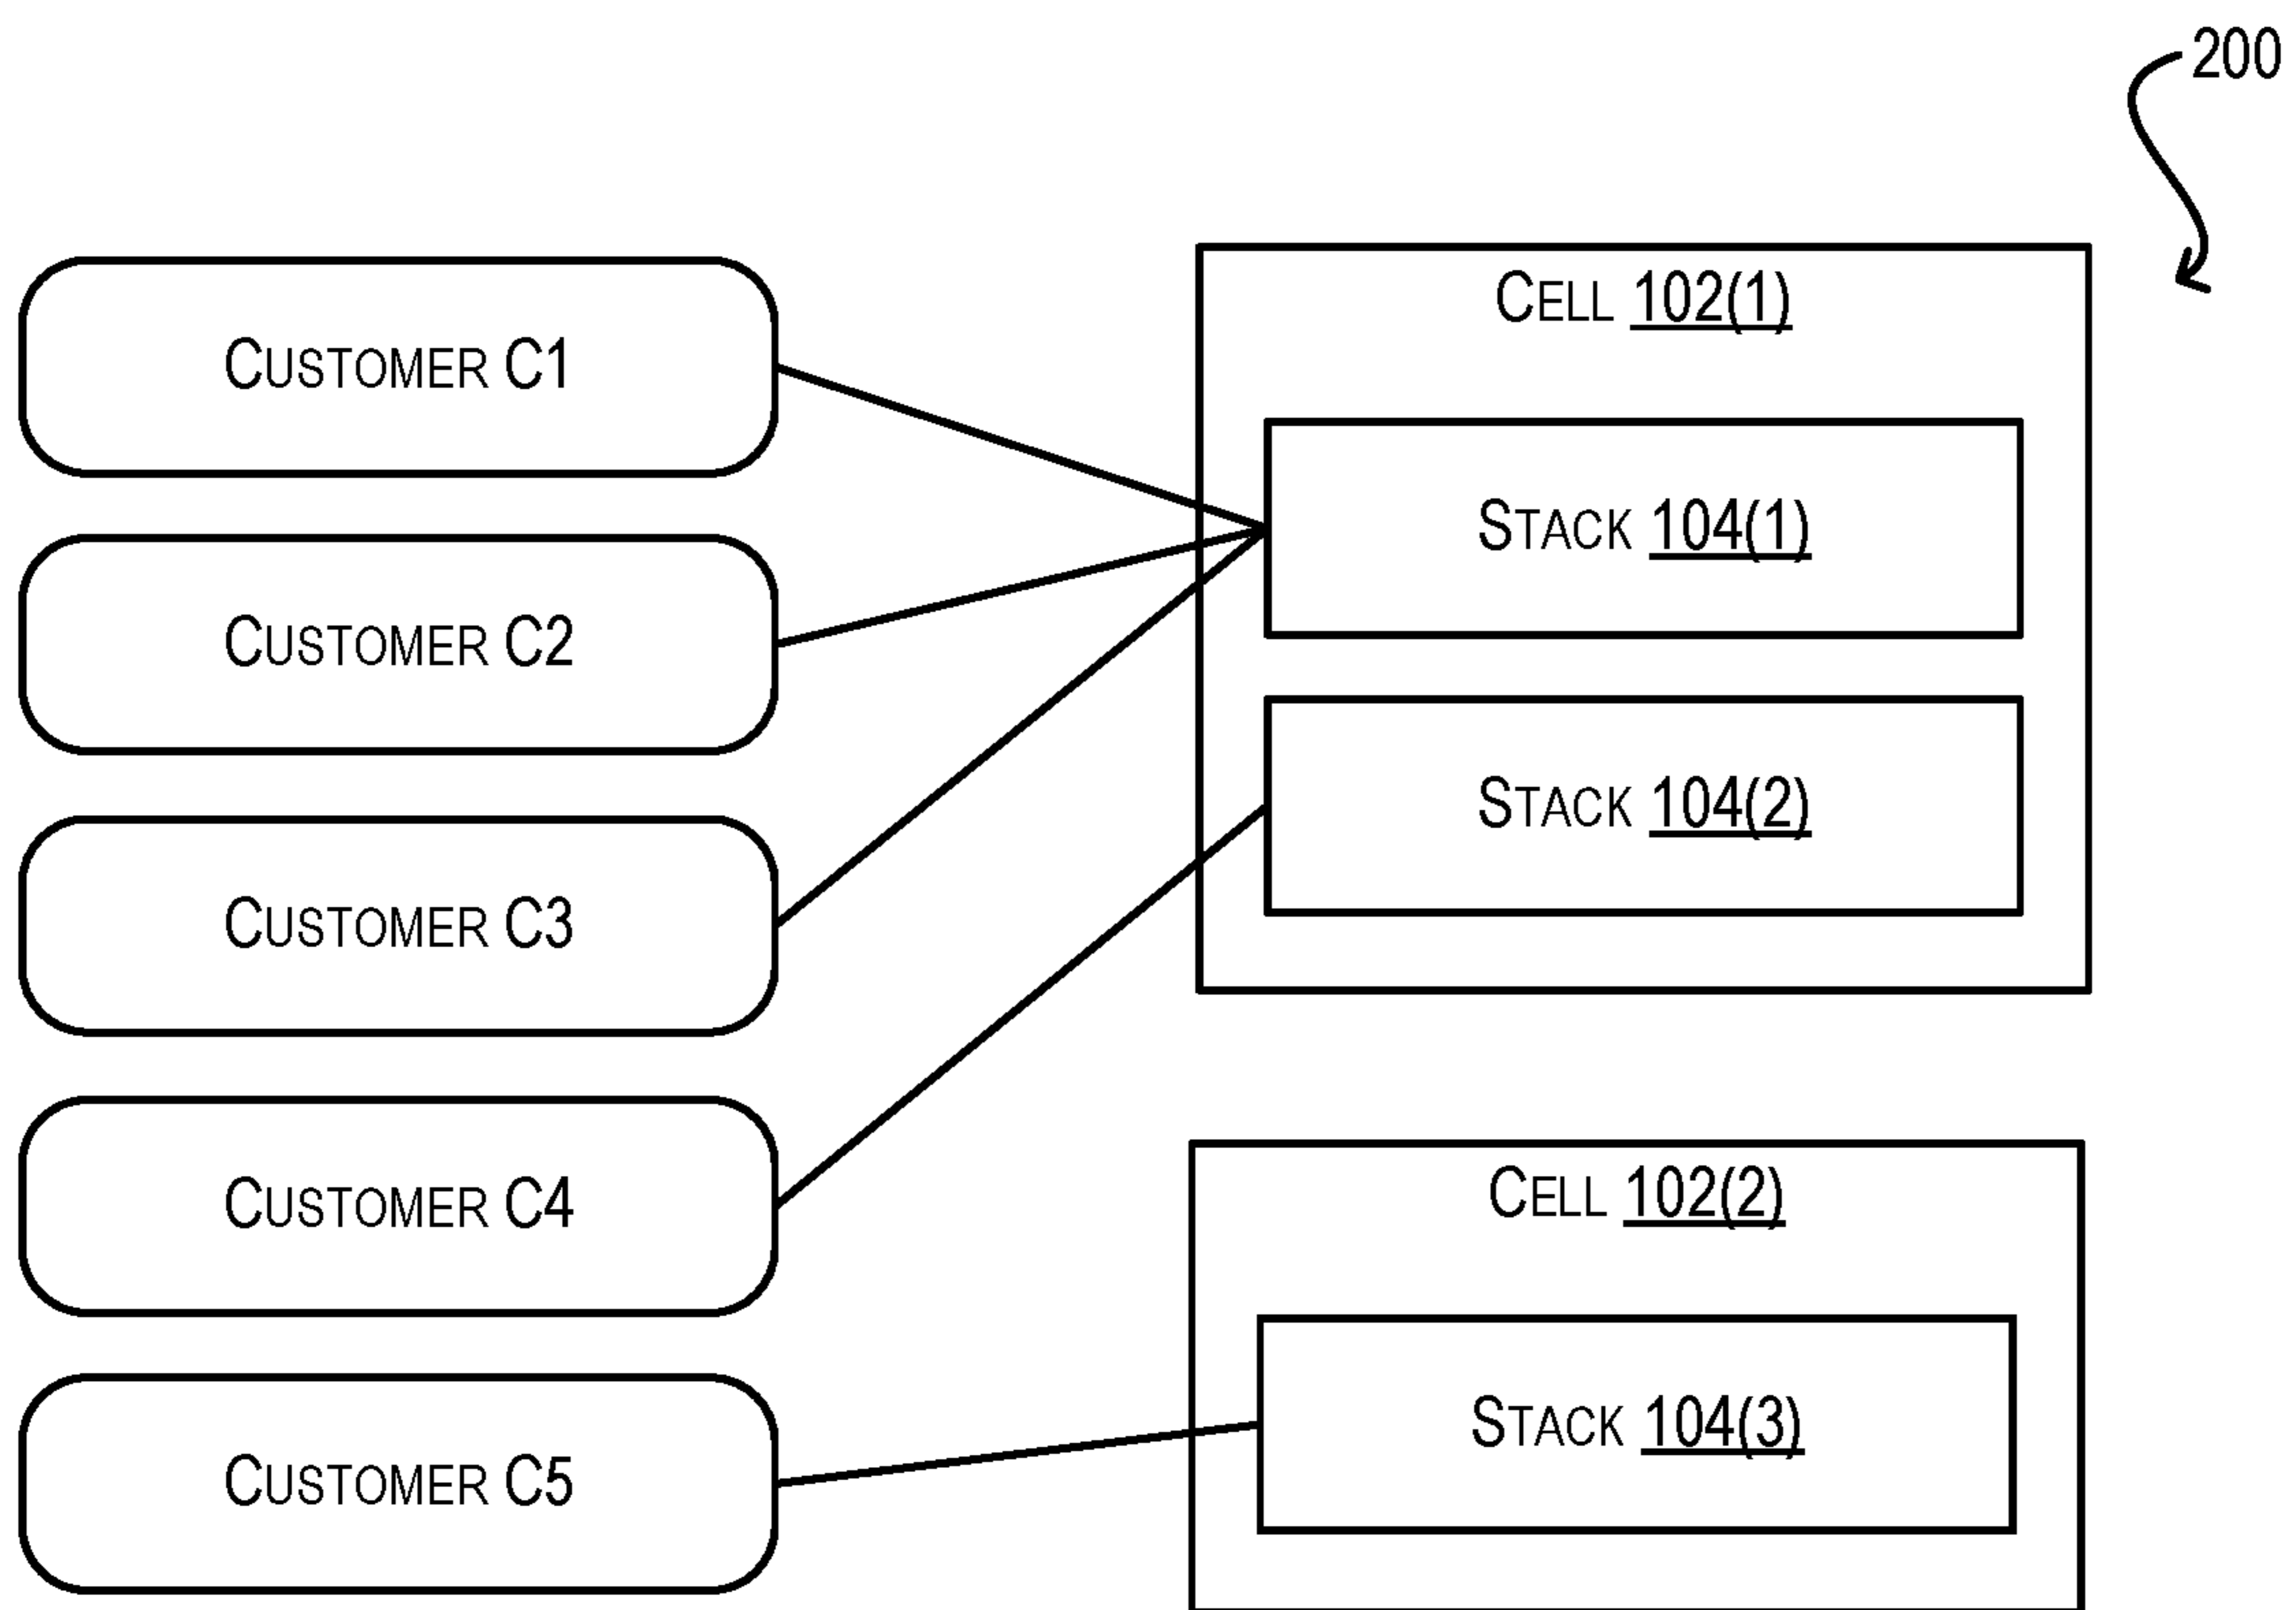 200
Customer C1
Customer C2
Customer C3
Customer C4
Customer C5
Cell 102(1)
Stack 104(1)
Stack 104(2)
Cell 102(2)
Stack 104(3)